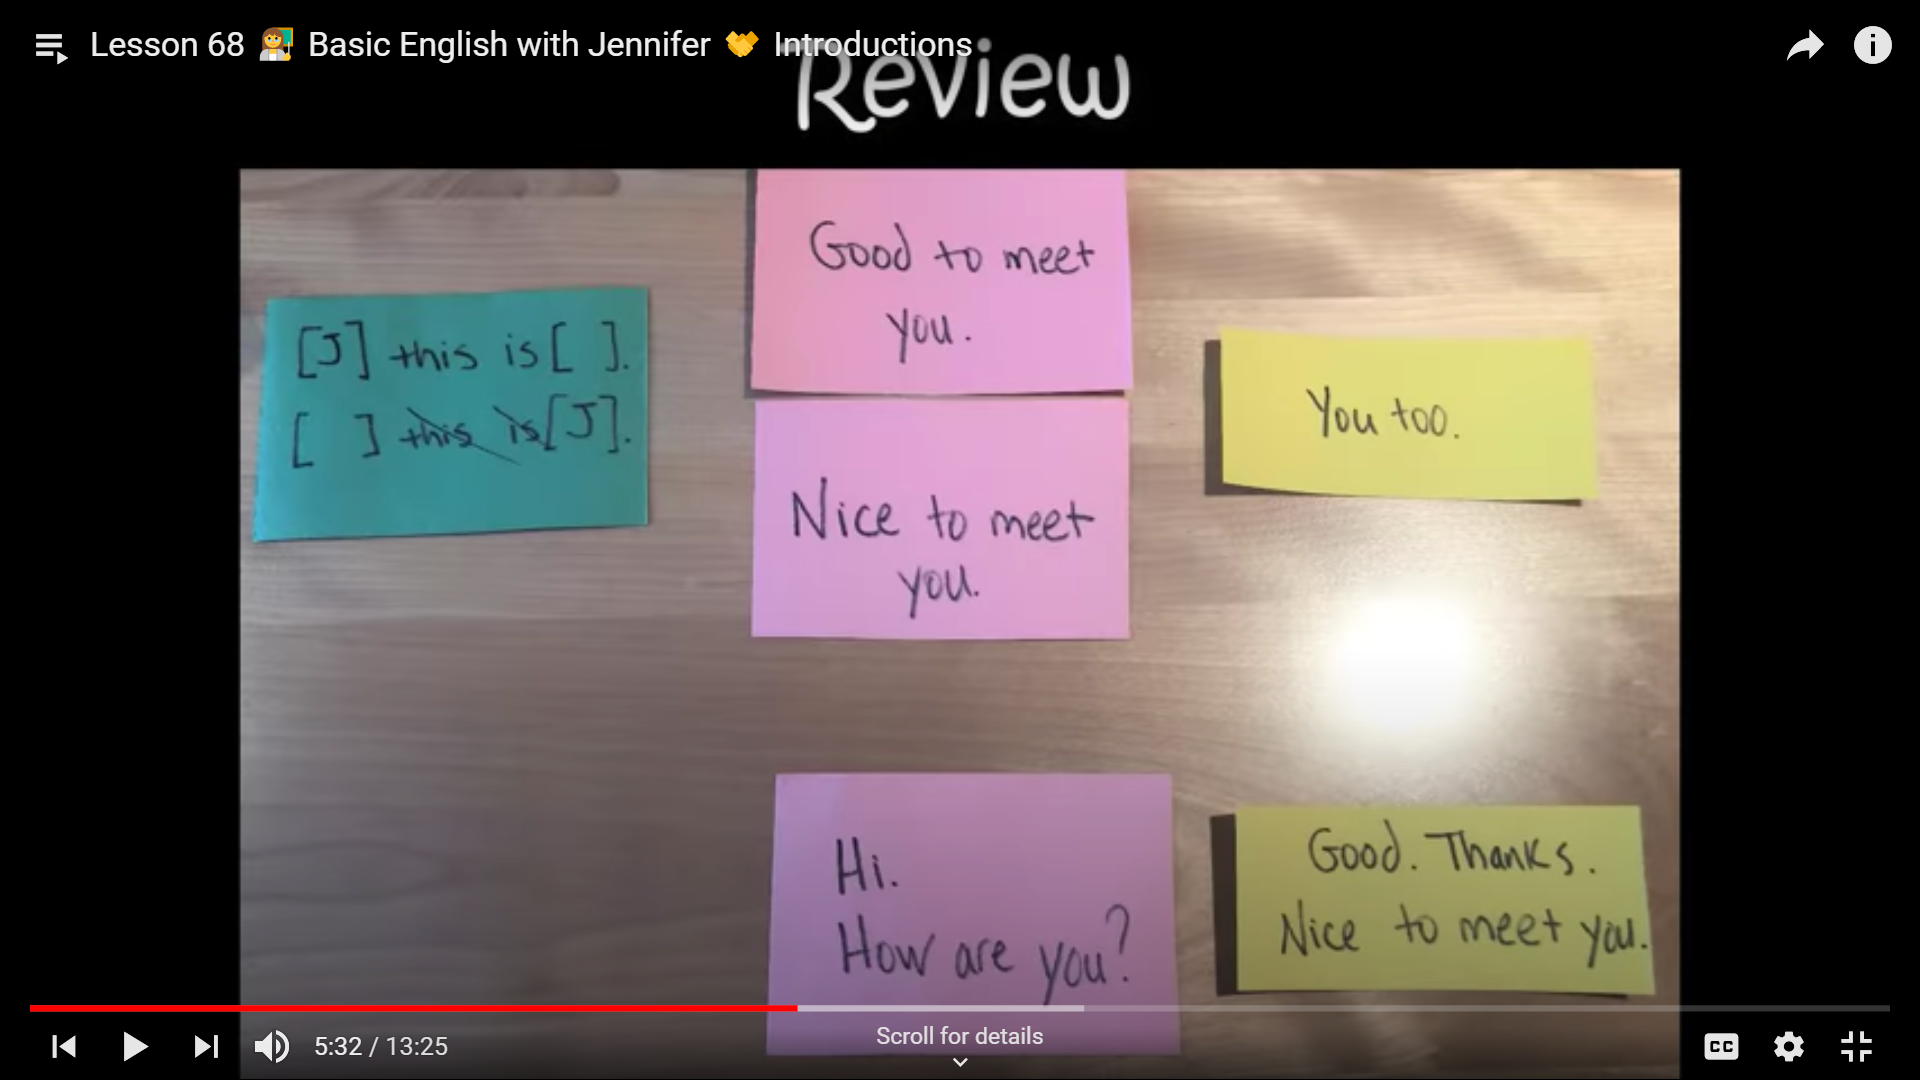 Lesson 68 👩‍🏫 Basic English with Jennifer 🤝 Introductions
Review
[J] this is [ ].
[ ] this is [J].
Good to meet
you.
Nice to meet
you.
You too.
Hi.
How are you?
Good. Thanks.
Nice to meet you.
5:32 / 13:25
Scroll for details
CC